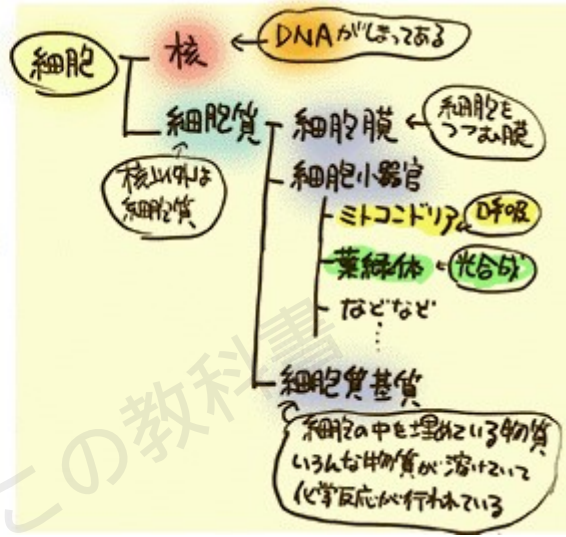 細胞
核
DNAがしまってある
細胞質
核以外は
細胞質
細胞膜
細胞を
つつむ膜
細胞小器官
ミトコンドリア
呼吸
葉緑体
光合成
などなど
細胞質基質
細胞の中を埋めている物質
いろんな物質が溶けていて
化学反応が行われている
この教科書